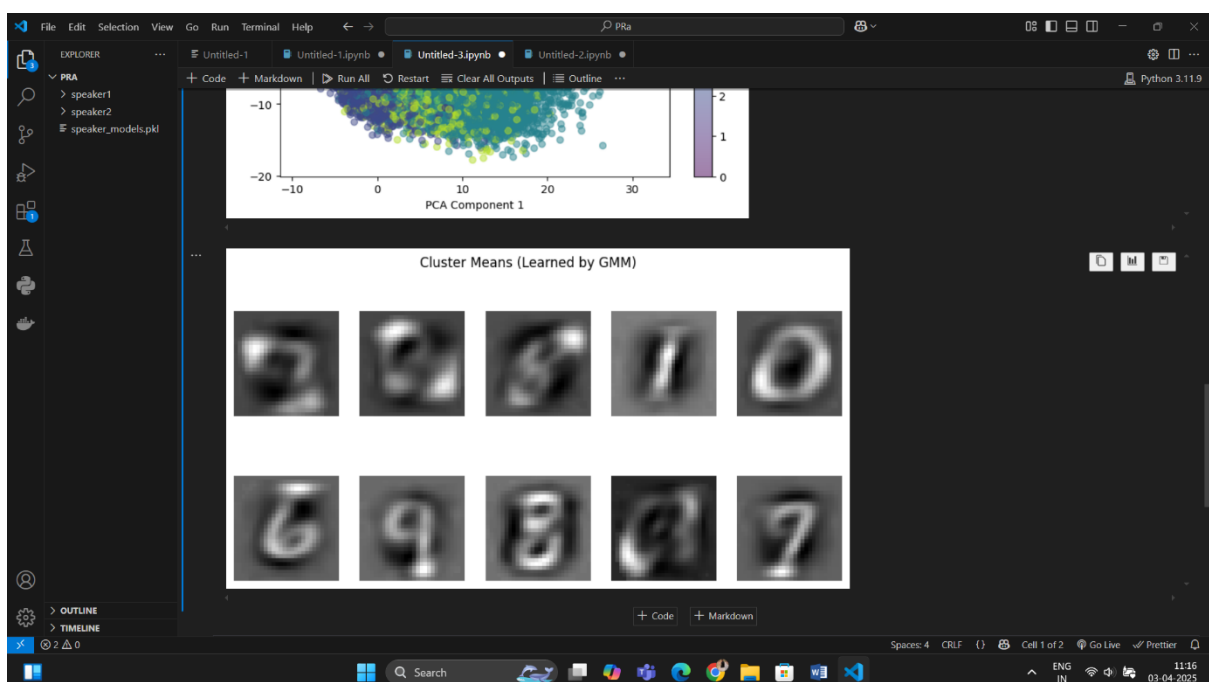 File Edit Selection View Go Run Terminal Help
PRa
EXPLORER
Untitled-1
Untitled-1.ipynb
Untitled-3.ipynb
Untitled-2.ipynb
PRA
speaker1
speaker2
speaker_models.pkl
+ Code + Markdown Run All Restart Clear All Outputs Outline ...
Python 3.11.9
−10
−20
−10 0 10 20 30
PCA Component 1
2
1
0
Cluster Means (Learned by GMM)
+ Code + Markdown
OUTLINE
TIMELINE
2 0
Spaces: 4 CRLF {} Cell 1 of 2 Go Live Prettier
3
1
Search
ENG
IN
11:16
03-04-2025